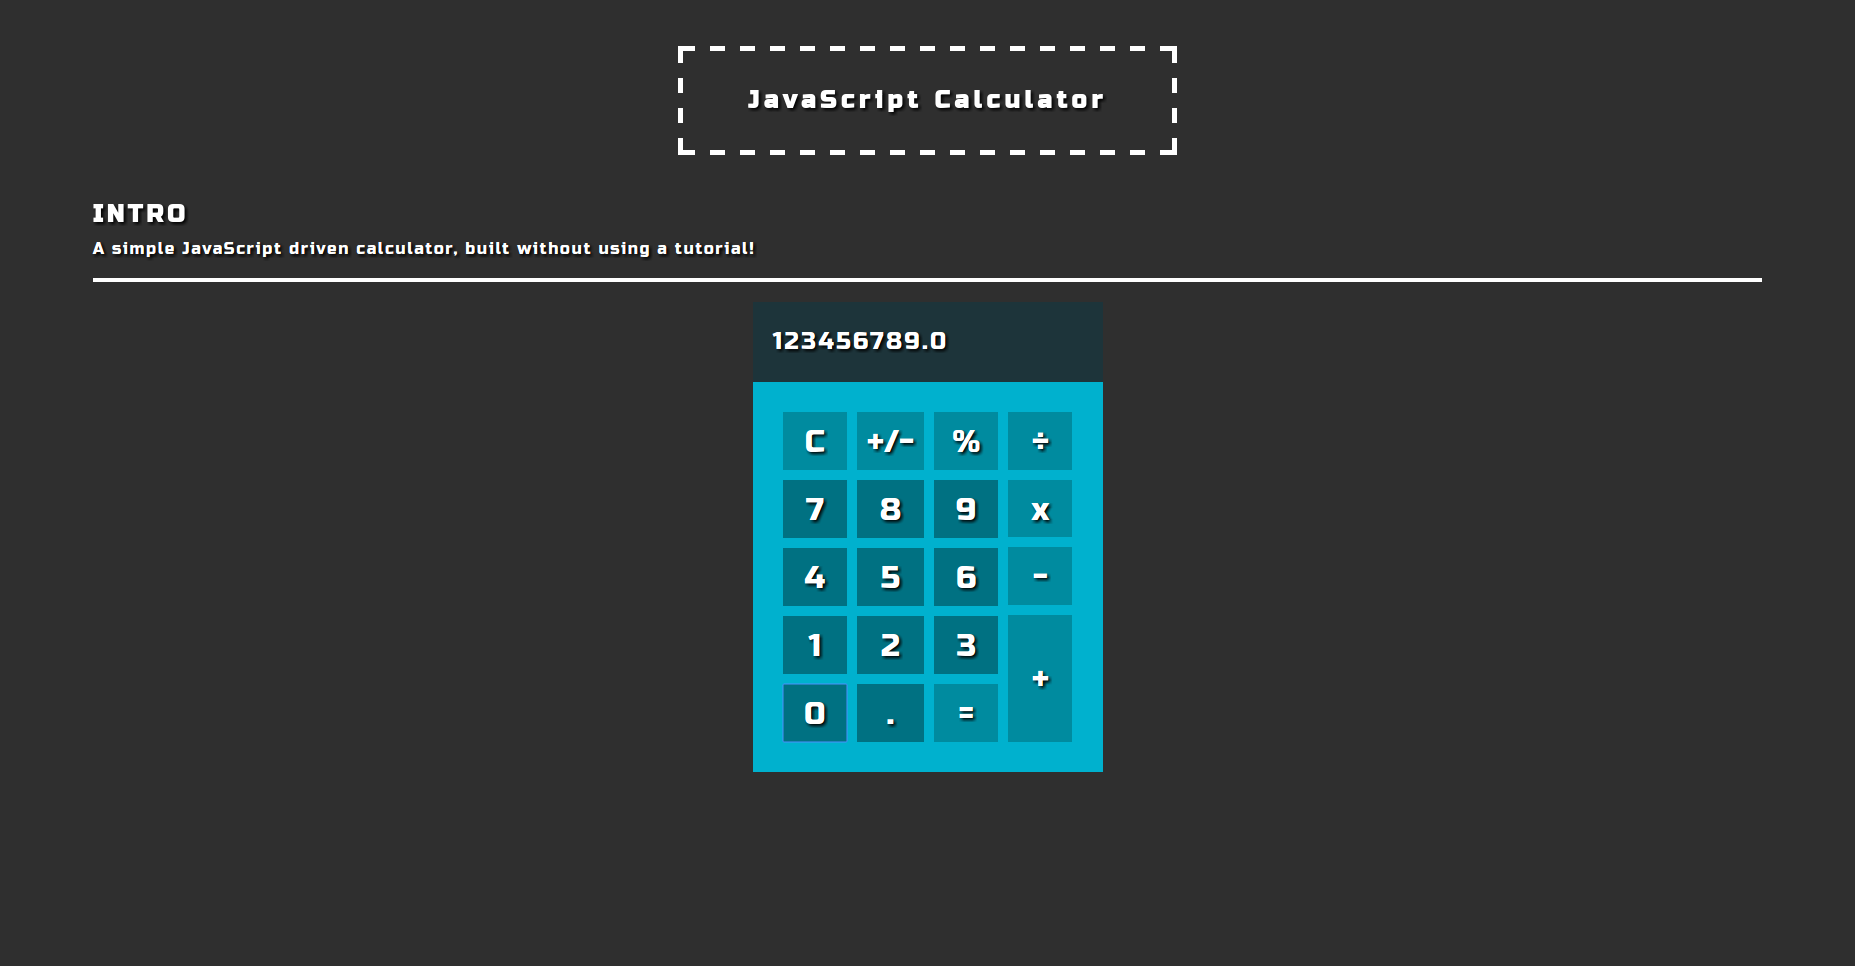 JavaScript Calculator
INTRO
A simple JavaScript driven calculator, built without using a tutorial!
123456789.0
C +/- % ÷
7 8 9 x
4 5 6 -
1 2 3 +
0 . =